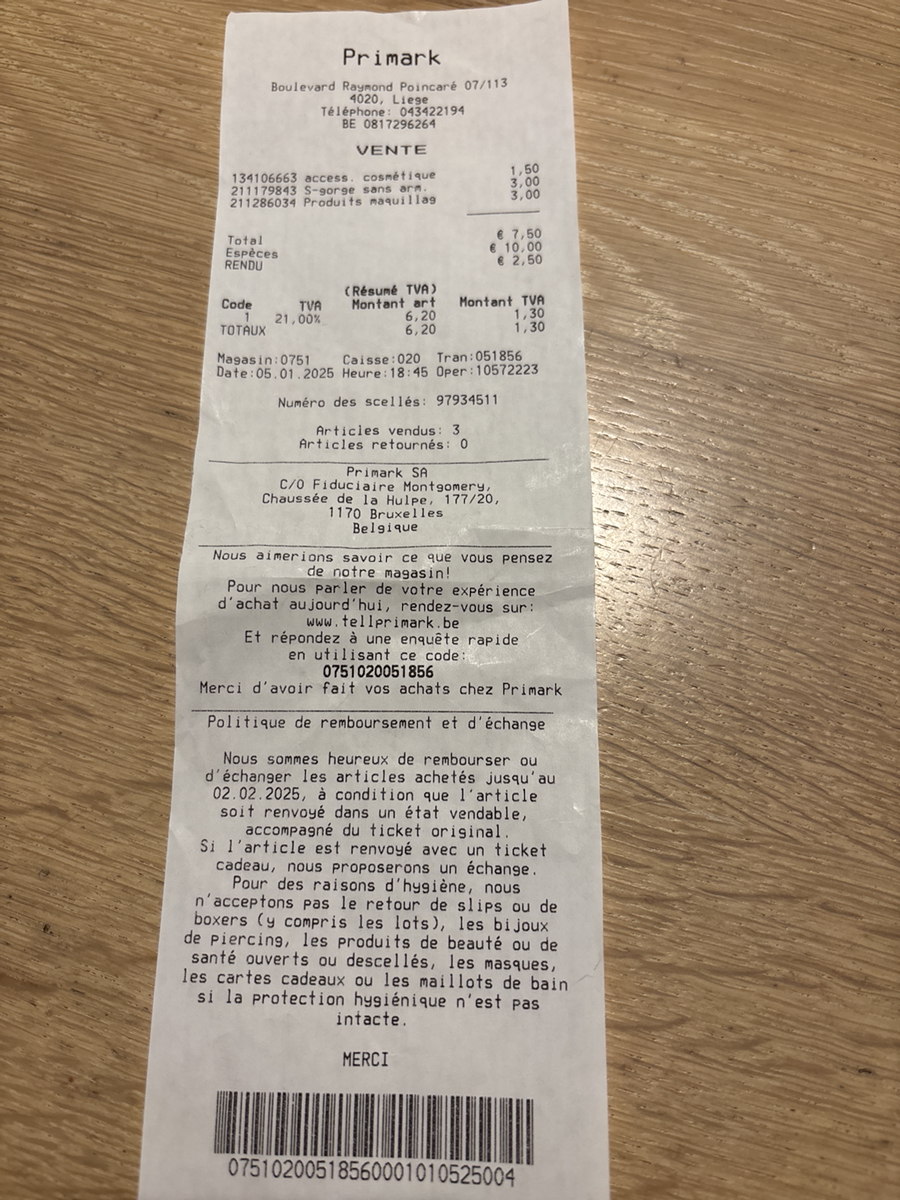 Primark
Boulevard Raymond Poincaré 07/113
4020, Liege
Téléphone: 043422194
BE 0817296264
VENTE
134106663 access. cosmétique 1,50
211179843 S-gorge sans arm. 3,00
211286034 Produits maquillag 3,00
Total € 7,50
Espèces € 10,00
RENDU € 2,50
(Résumé TVA)
Code TVA Montant art Montant TVA
1 21,00% 6,20 1,30
TOTAUX 6,20 1,30
Magasin:0751 Caisse:020 Tran:051856
Date:05.01.2025 Heure:18:45 Oper:10572223
Numéro des scellés: 97934511
Articles vendus: 3
Articles retournés: 0
Primark SA
C/O Fiduciaire Montgomery,
Chaussée de la Hulpe, 177/20,
1170 Bruxelles
Belgique
Nous aimerions savoir ce que vous pensez
de notre magasin!
Pour nous parler de votre expérience
d'achat aujourd'hui, rendez-vous sur:
www.tellprimark.be
Et répondez à une enquête rapide
en utilisant ce code:
0751020051856
Merci d'avoir fait vos achats chez Primark
Politique de remboursement et d'échange
Nous sommes heureux de rembourser ou
d'échanger les articles achetés jusqu'au
02.02.2025, à condition que l'article
soit renvoyé dans un état vendable,
accompagné du ticket original.
Si l'article est renvoyé avec un ticket
cadeau, nous proposerons un échange.
Pour des raisons d'hygiène, nous
n'acceptons pas le retour de slips ou de
boxers (y compris les lots), les bijoux
de piercing, les produits de beauté ou de
santé ouverts ou descellés, les masques,
les cartes cadeaux ou les maillots de bain
si la protection hygiénique n'est pas
intacte.
MERCI
07510200518560001010525004